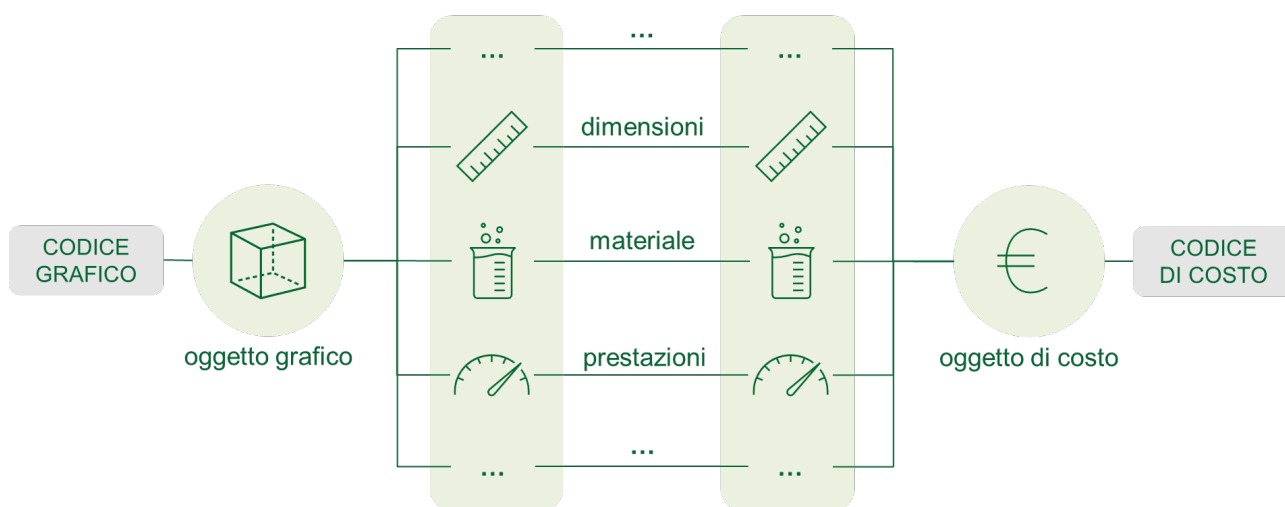 ...
... ...
dimensioni
CODICE
GRAFICO
materiale
CODICE
DI COSTO
oggetto grafico
prestazioni
oggetto di costo
...
... ...